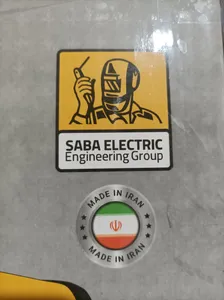 SABA ELECTRIC
Engineering Group
MADE IN IRAN
MADE IN IRAN